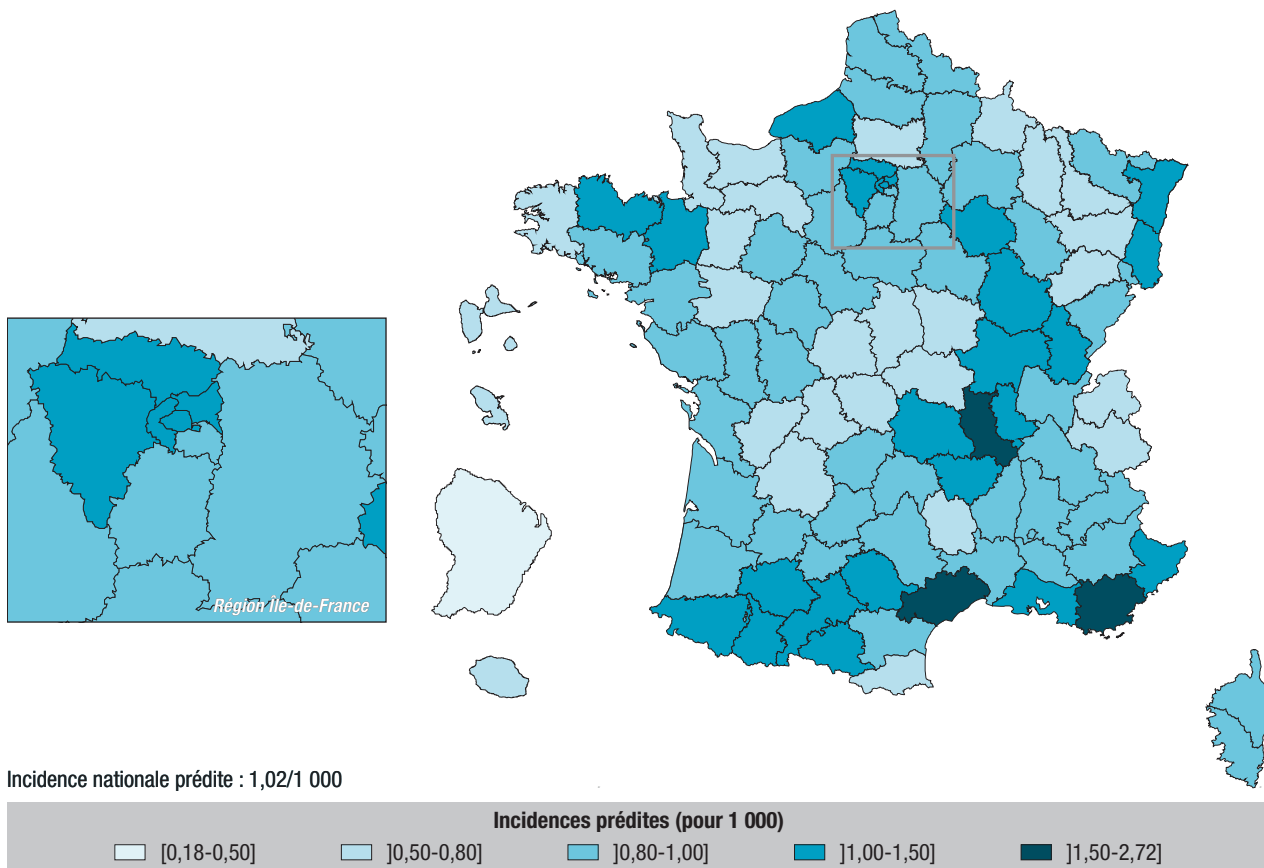 Région Île-de-France
Incidence nationale prédite : 1,02/1 000
Incidences prédites (pour 1 000)
[0,18-0,50] ]0,50-0,80] ]0,80-1,00] ]1,00-1,50] ]1,50-2,72]